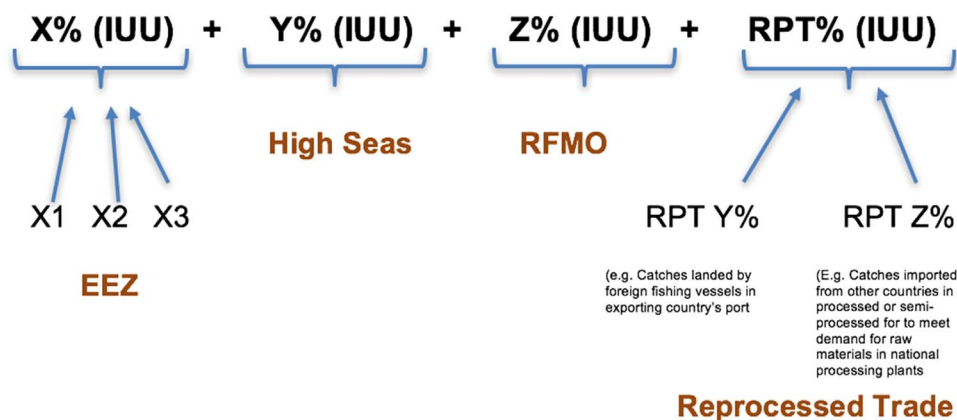 X% (IUU) + Y% (IUU) + Z% (IUU) + RPT% (IUU)
High Seas
RFMO
X1 X2 X3
RPT Y%
RPT Z%
EEZ
(e.g. Catches landed by
foreign fishing vessels in
exporting country's port
(E.g. Catches imported
from other countries in
processed or semi-
processed for to meet
demand for raw
materials in national
processing plants
Reprocessed Trade